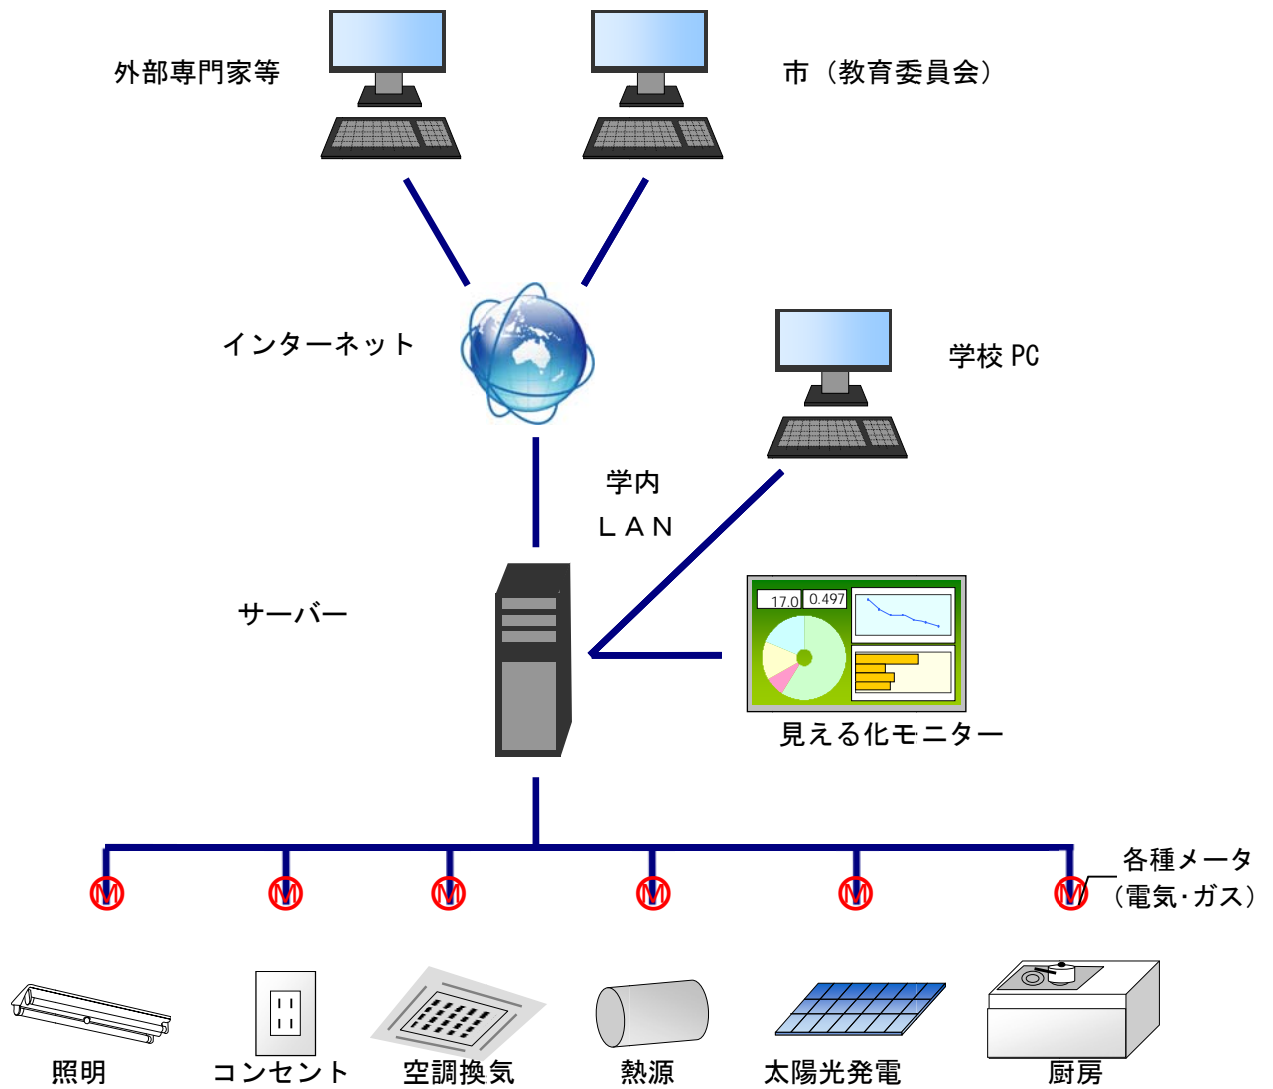 外部専門家等
市（教育委員会）
インターネット
学校 PC
学内
ＬＡＮ
サーバー
17.0
0.497
見える化モニター
各種メータ
（電気・ガス）
M
M
M
M
M
M
照明
コンセント
空調換気
熱源
太陽光発電
厨房